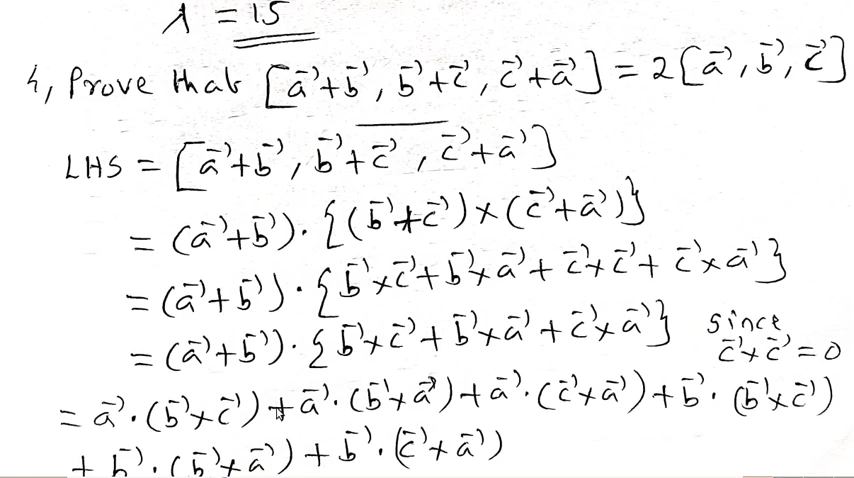 λ = 15
4, Prove that [a⃗+b⃗, b⃗+c⃗, c⃗+a⃗] = 2[a⃗, b⃗, c⃗]
LHS = [a⃗+b⃗, b⃗+c⃗, c⃗+a⃗]
= (a⃗+b⃗)·{(b⃗+c⃗)×(c⃗+a⃗)}
= (a⃗+b⃗)·{b⃗×c⃗+b⃗×a⃗+c⃗×c⃗+c⃗×a⃗}
= (a⃗+b⃗)·{b⃗×c⃗+b⃗×a⃗+c⃗×a⃗} since
c⃗×c⃗=0
= a⃗·(b⃗×c⃗)+a⃗·(b⃗×a⃗)+a⃗·(c⃗×a⃗)+b⃗·(b⃗×c⃗)
+ b⃗·(b⃗×a⃗)+b⃗·(c⃗×a⃗)